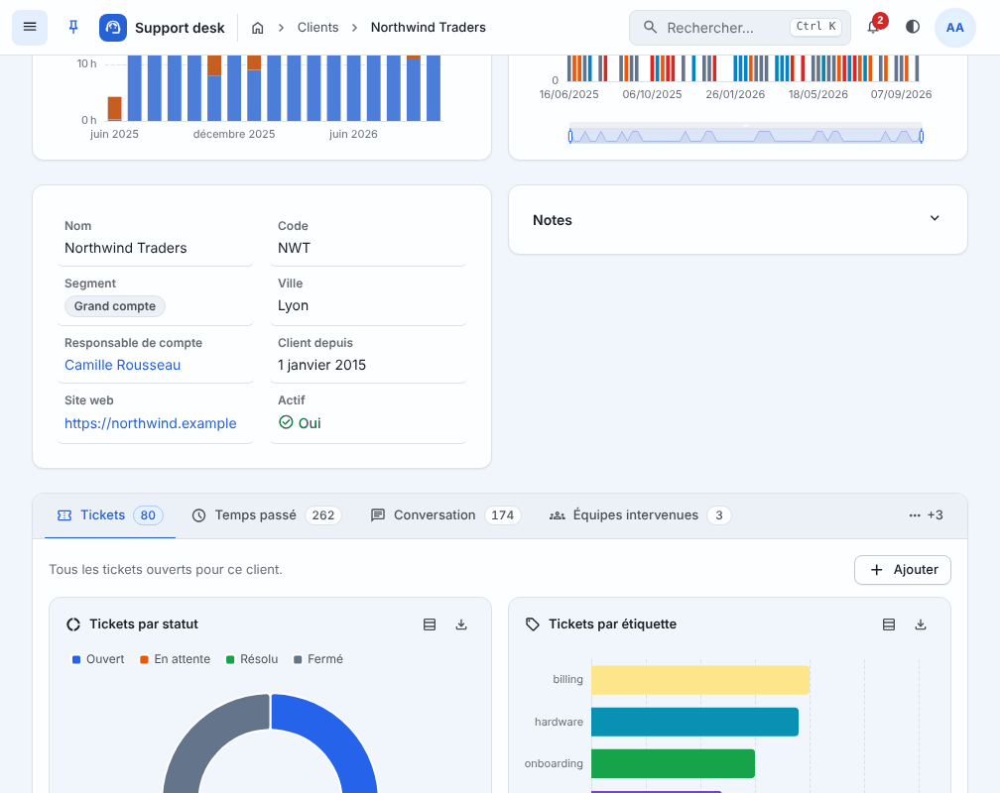 Support desk
Clients
Northwind Traders
Rechercher...
Ctrl K
2
AA
10 h
0 h
juin 2025
décembre 2025
juin 2026
0
16/06/2025
06/10/2025
26/01/2026
18/05/2026
07/09/2026
Nom
Northwind Traders
Code
NWT
Segment
Grand compte
Ville
Lyon
Responsable de compte
Camille Rousseau
Client depuis
1 janvier 2015
Site web
https://northwind.example
Actif
Oui
Notes
Tickets 80
Temps passé 262
Conversation 174
Équipes intervenues 3
+3
Tous les tickets ouverts pour ce client.
Ajouter
Tickets par statut
Ouvert
En attente
Résolu
Fermé
Tickets par étiquette
billing
hardware
onboarding